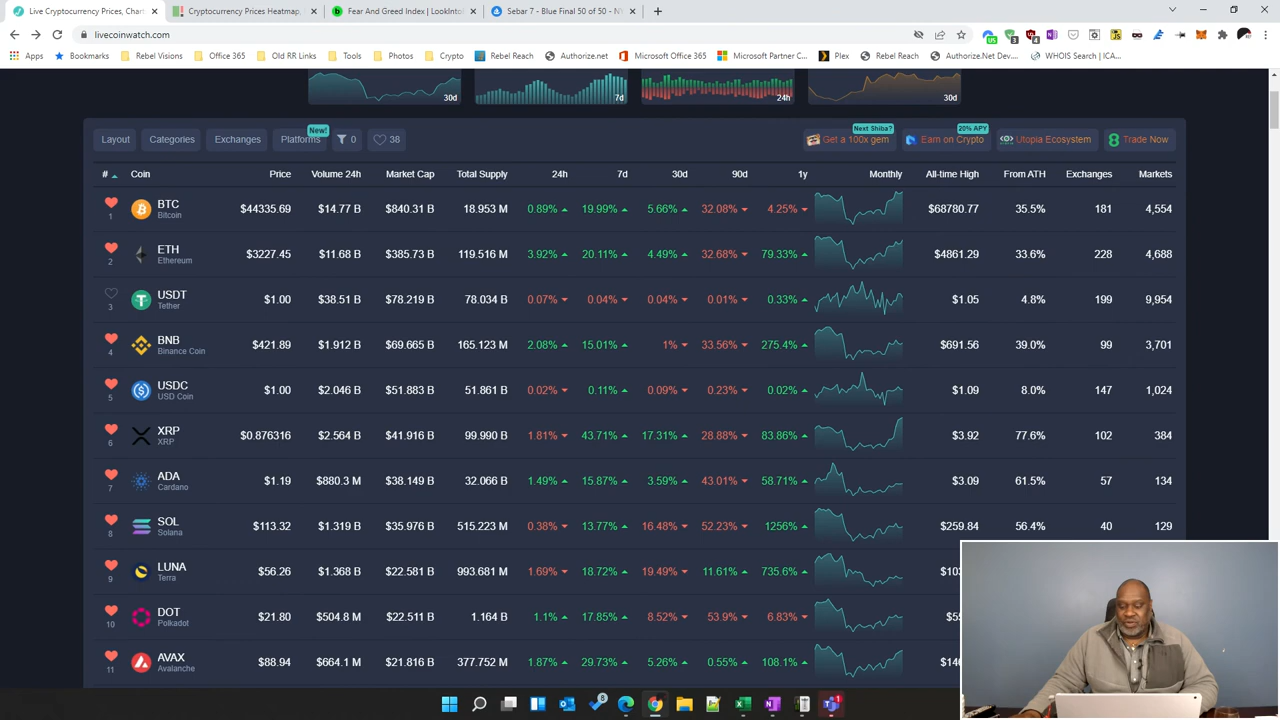 Live Cryptocurrency Prices, Chart
Cryptocurrency Prices Heatmap,
Fear And Greed Index | LookInto
Sebar 7 - Blue Final 50 of 50 - NY
livecoinwatch.com
Apps Bookmarks Rebel Visions Office 365 Old RR Links Tools Photos Crypto Rebel Reach Authorize.net Microsoft Office 365 Microsoft Partner C... Plex Rebel Reach Authorize.Net Dev.... WHOIS Search | ICA...
30d 7d 24h 30d
New! Next Shiba? 20% APY
Layout Categories Exchanges Platforms 0 38 Get a 100x gem Earn on Crypto Utopia Ecosystem Trade Now
# Coin Price Volume 24h Market Cap Total Supply 24h 7d 30d 90d 1y Monthly All-time High From ATH Exchanges Markets
1 BTC Bitcoin $44335.69 $14.77 B $840.31 B 18.953 M 0.89% 19.99% 5.66% 32.08% 4.25% $68780.77 35.5% 181 4,554
2 ETH Ethereum $3227.45 $11.68 B $385.73 B 119.516 M 3.92% 20.11% 4.49% 32.68% 79.33% $4861.29 33.6% 228 4,688
3 USDT Tether $1.00 $38.51 B $78.219 B 78.034 B 0.07% 0.04% 0.04% 0.01% 0.33% $1.05 4.8% 199 9,954
4 BNB Binance Coin $421.89 $1.912 B $69.665 B 165.123 M 2.08% 15.01% 1% 33.56% 275.4% $691.56 39.0% 99 3,701
5 USDC USD Coin $1.00 $2.046 B $51.883 B 51.861 B 0.02% 0.11% 0.09% 0.23% 0.02% $1.09 8.0% 147 1,024
6 XRP XRP $0.876316 $2.564 B $41.916 B 99.990 B 1.81% 43.71% 17.31% 28.88% 83.86% $3.92 77.6% 102 384
7 ADA Cardano $1.19 $880.3 M $38.149 B 32.066 B 1.49% 15.87% 3.59% 43.01% 58.71% $3.09 61.5% 57 134
8 SOL Solana $113.32 $1.319 B $35.976 B 515.223 M 0.38% 13.77% 16.48% 52.23% 1256% $259.84 56.4% 40 129
9 LUNA Terra $56.26 $1.368 B $22.581 B 993.681 M 1.69% 18.72% 19.49% 11.61% 735.6%
10 DOT Polkadot $21.80 $504.8 M $22.511 B 1.164 B 1.1% 17.85% 8.52% 53.9% 6.83%
11 AVAX Avalanche $88.94 $664.1 M $21.816 B 377.752 M 1.87% 29.73% 5.26% 0.55% 108.1%